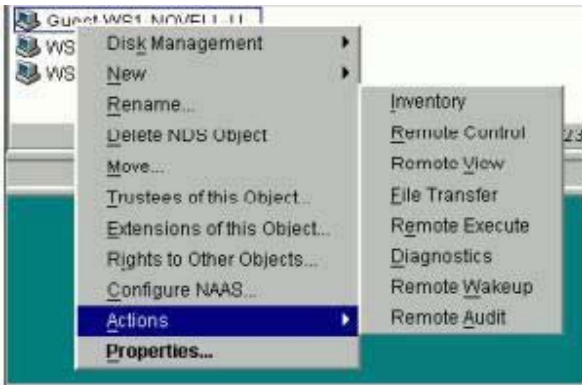 Guest WS1 NOVELL
WS
WS
Disk Management
New
Rename...
Delete NDS Object
Move...
Trustees of this Object...
Extensions of this Object...
Rights to Other Objects...
Configure NAAS...
Actions
Properties...
Inventory
Remote Control
Remote View
File Transfer
Remote Execute
Diagnostics
Remote Wakeup
Remote Audit